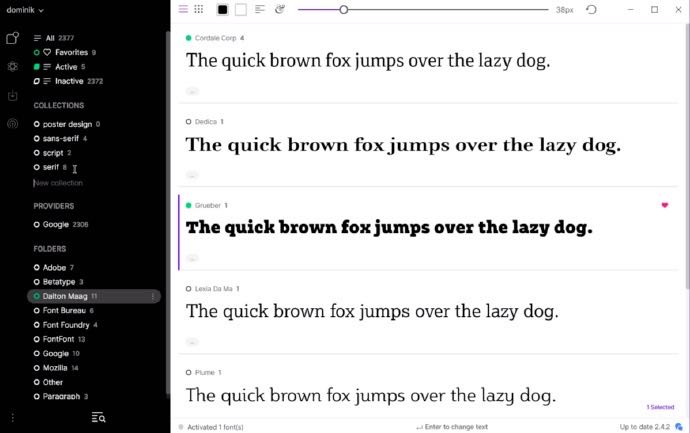 dominik
38px
All 2377
Favorites 9
Active 5
Inactive 2372
COLLECTIONS
poster design 0
sans-serif 4
script 2
serif 8
New collection
PROVIDERS
Google 2306
FOLDERS
Adobe 7
Betatype 3
Dalton Maag 11
Font Bureau 6
Font Foundry 4
FontFont 13
Google 10
Mozilla 14
Other
Paragraph 3
Cordale Corp 4
The quick brown fox jumps over the lazy dog.
...
Dedica 1
The quick brown fox jumps over the lazy dog.
...
Grueber 1
The quick brown fox jumps over the lazy dog.
...
Lexia Da Ma 1
The quick brown fox jumps over the lazy dog.
...
Plume 1
The quick brown fox jumps over the lazy dog.
1 Selected
Activated 1 font(s)
Enter to change text
Up to date 2.4.2